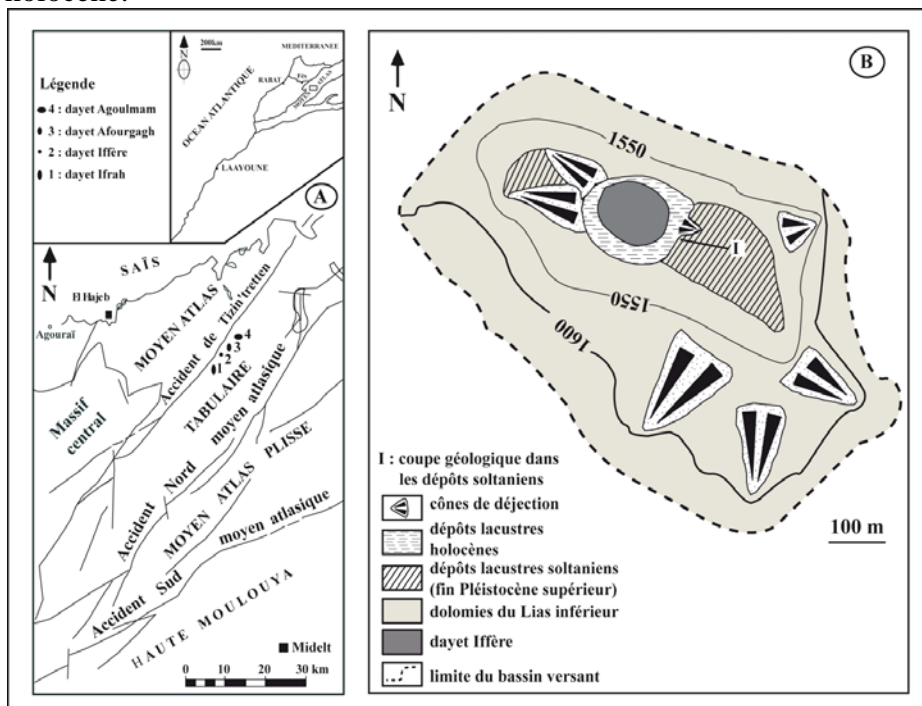 holocène.
Légende
4 : dayet Agoulmam
3 : dayet Afourgagh
2 : dayet Iffère
1 : dayet Ifrah
N
200km
MEDITERRANEE
OCEAN ATLANTIQUE
RABAT
Fès
MOYEN ATLAS
LAAYOUNE
A
N
SAÏS
El Hajeb
Agouraï
MOYEN ATLAS
Accident de Tizin'tretten
4
3
2
1
TABULAIRE
Massif
central
Accident Nord moyen atlasique
MOYEN ATLAS PLISSE
Accident Sud moyen atlasique
HAUTE MOULOUYA
Midelt
0 10 20 30 km
B
N
1550
I
1550
1600
100 m
I : coupe géologique dans
les dépôts soltaniens
cônes de déjection
dépôts lacustres
holocènes
dépôts lacustres soltaniens
(fin Pléistocène supérieur)
dolomies du Lias inférieur
dayet Iffère
limite du bassin versant